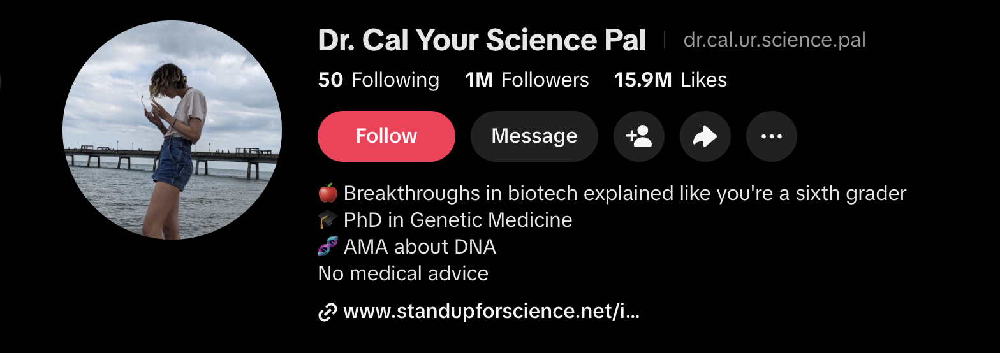 Dr. Cal Your Science Pal | dr.cal.ur.science.pal
50 Following 1M Followers 15.9M Likes
Follow Message
🍎 Breakthroughs in biotech explained like you're a sixth grader
🎓 PhD in Genetic Medicine
🧬 AMA about DNA
No medical advice
www.standupforscience.net/i...